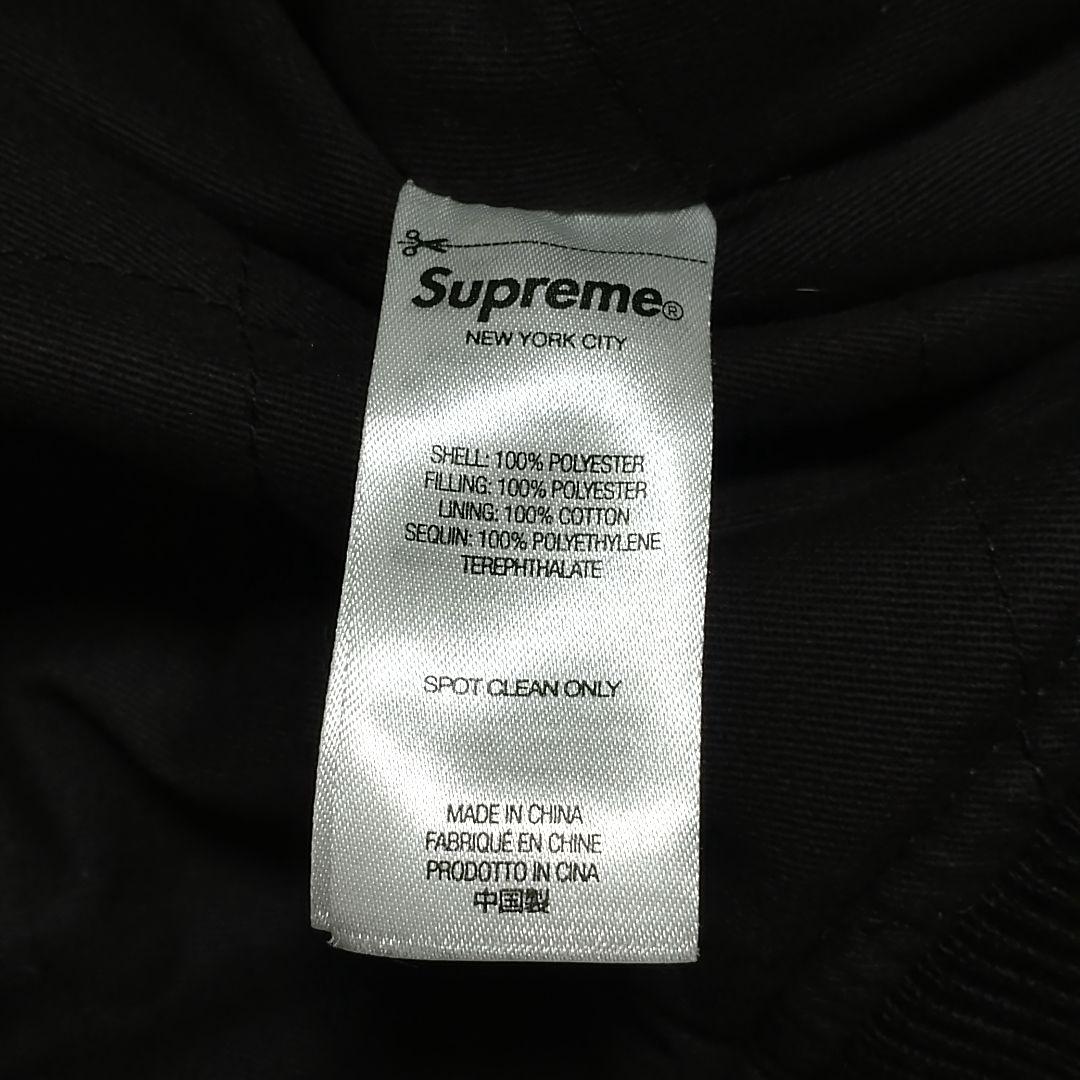 Supreme®
NEW YORK CITY
SHELL: 100% POLYESTER
FILLING: 100% POLYESTER
LINING: 100% COTTON
SEQUIN: 100% POLYETHYLENE
TEREPHTHALATE
SPOT CLEAN ONLY
MADE IN CHINA
FABRIQUÉ EN CHINE
PRODOTTO IN CINA
中国製